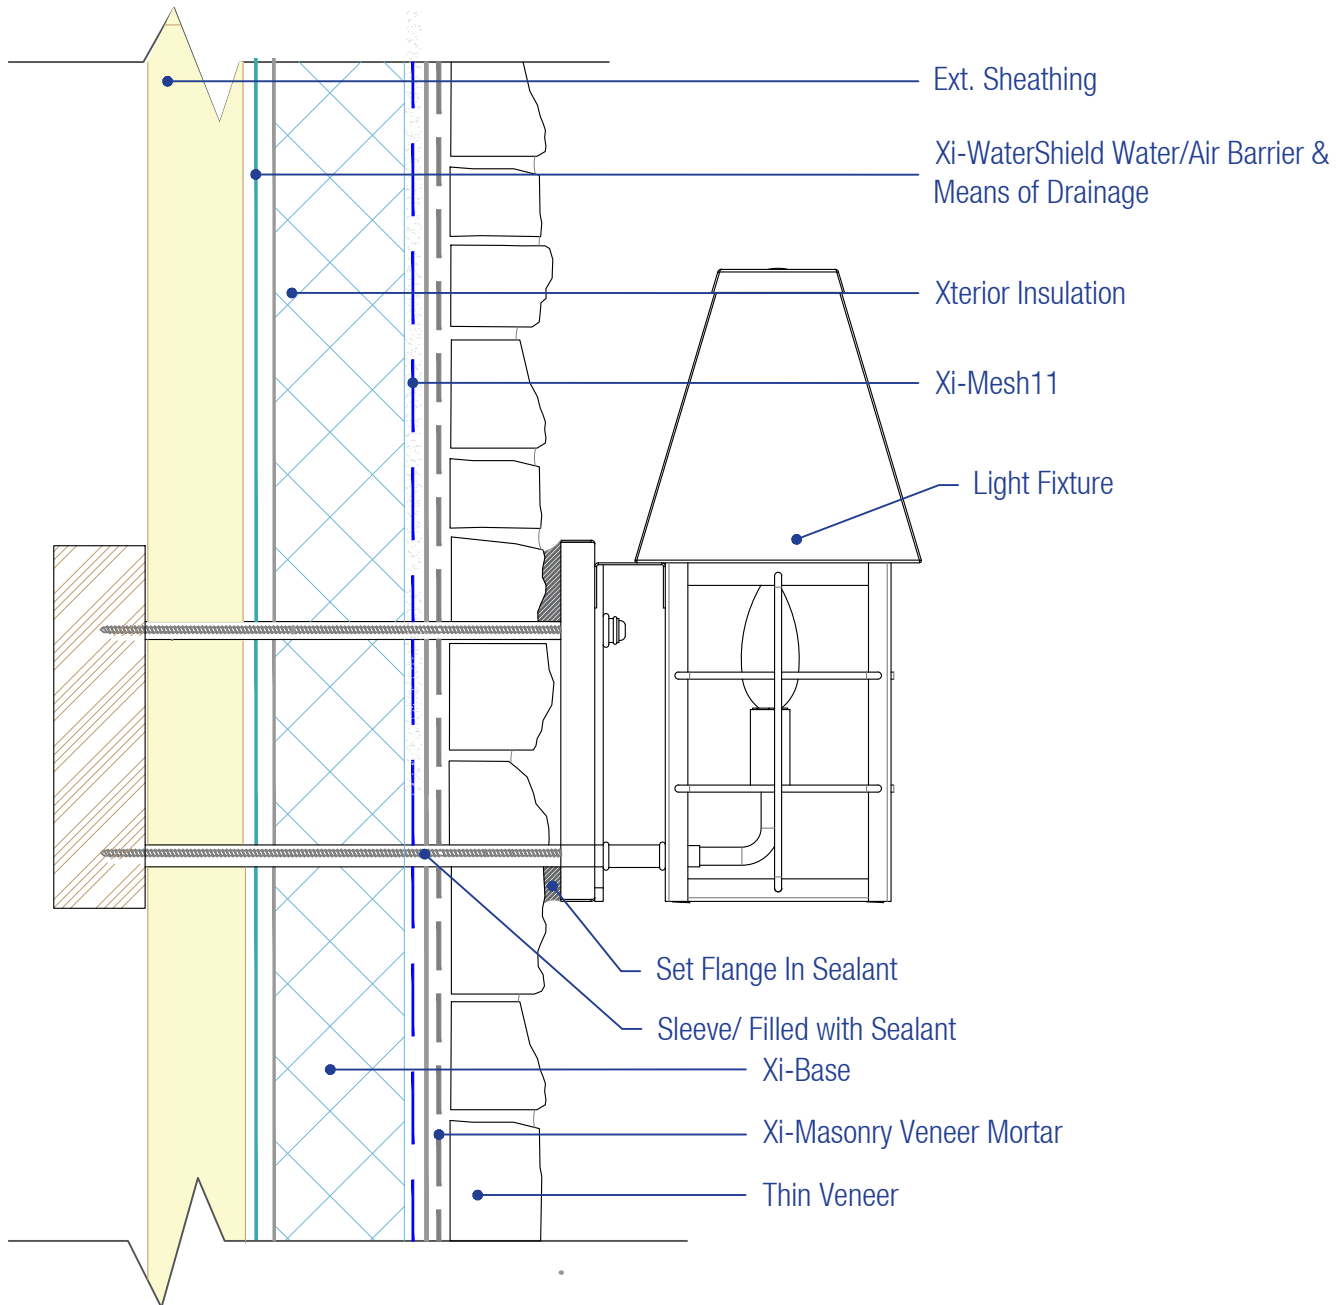 Ext. Sheathing
Xi-WaterShield Water/Air Barrier &
Means of Drainage
Xterior Insulation
Xi-Mesh11
Light Fixture
Set Flange In Sealant
Sleeve/ Filled with Sealant
Xi-Base
Xi-Masonry Veneer Mortar
Thin Veneer